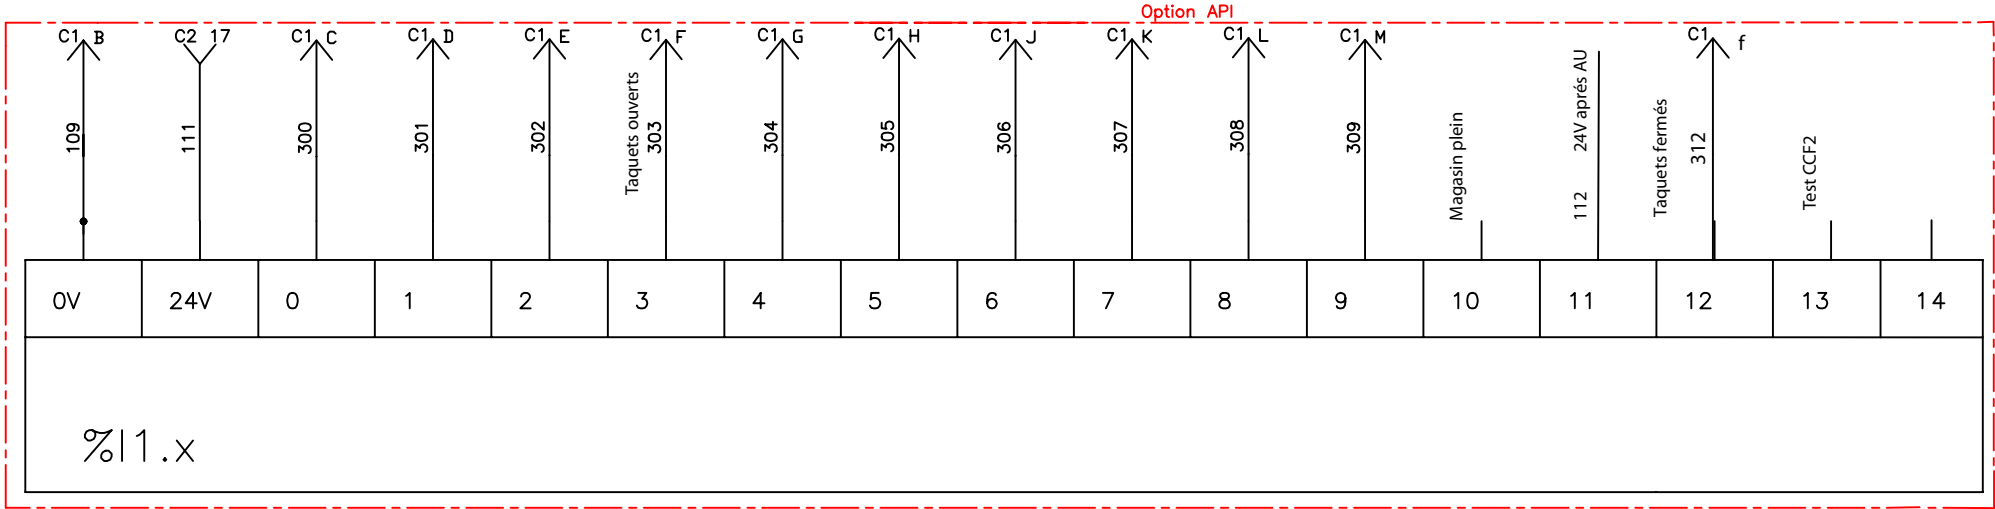 Option API
C1 B
C2 17
C1 C
C1 D
C1 E
C1 F
C1 G
C1 H
C1 J
C1 K
C1 L
C1 M
C1 f
109
111
300
301
302
Taquets ouverts
303
304
305
306
307
308
309
Magasin plein
112 24V aprés AU
Taquets fermés
312
Test CCF2
0V 24V 0 1 2 3 4 5 6 7 8 9 10 11 12 13 14
%I1.x